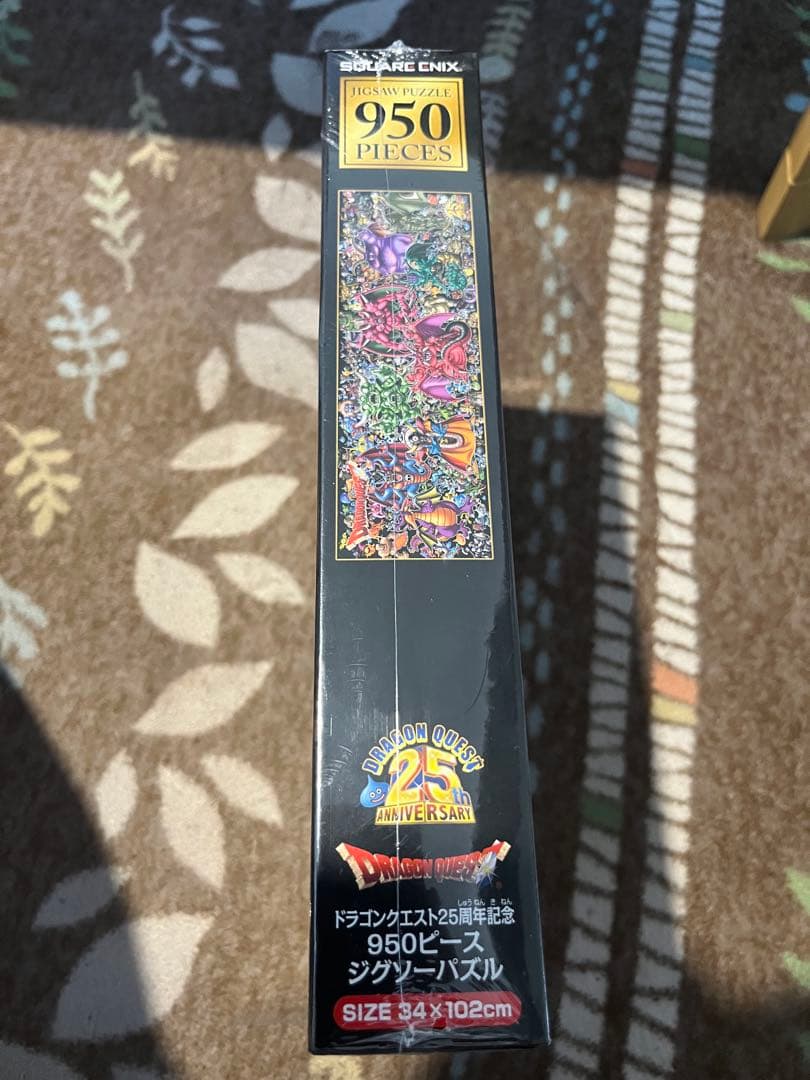 SQUARE ENIX
JIGSAW PUZZLE
950
PIECES
DRAGON QUEST
DRAGON QUEST
25th
ANNIVERSARY
DRAGON QUEST
しゅうねんきねん
ドラゴンクエスト25周年記念
950ピース
ジグソーパズル
SIZE 34×102cm